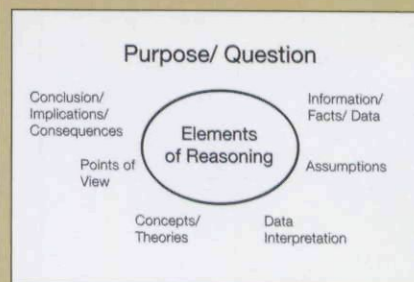 Purpose/ Question
Conclusion/
Implications/
Consequences
Information/
Facts/ Data
Elements
of Reasoning
Points of
View
Assumptions
Concepts/
Theories
Data
Interpretation